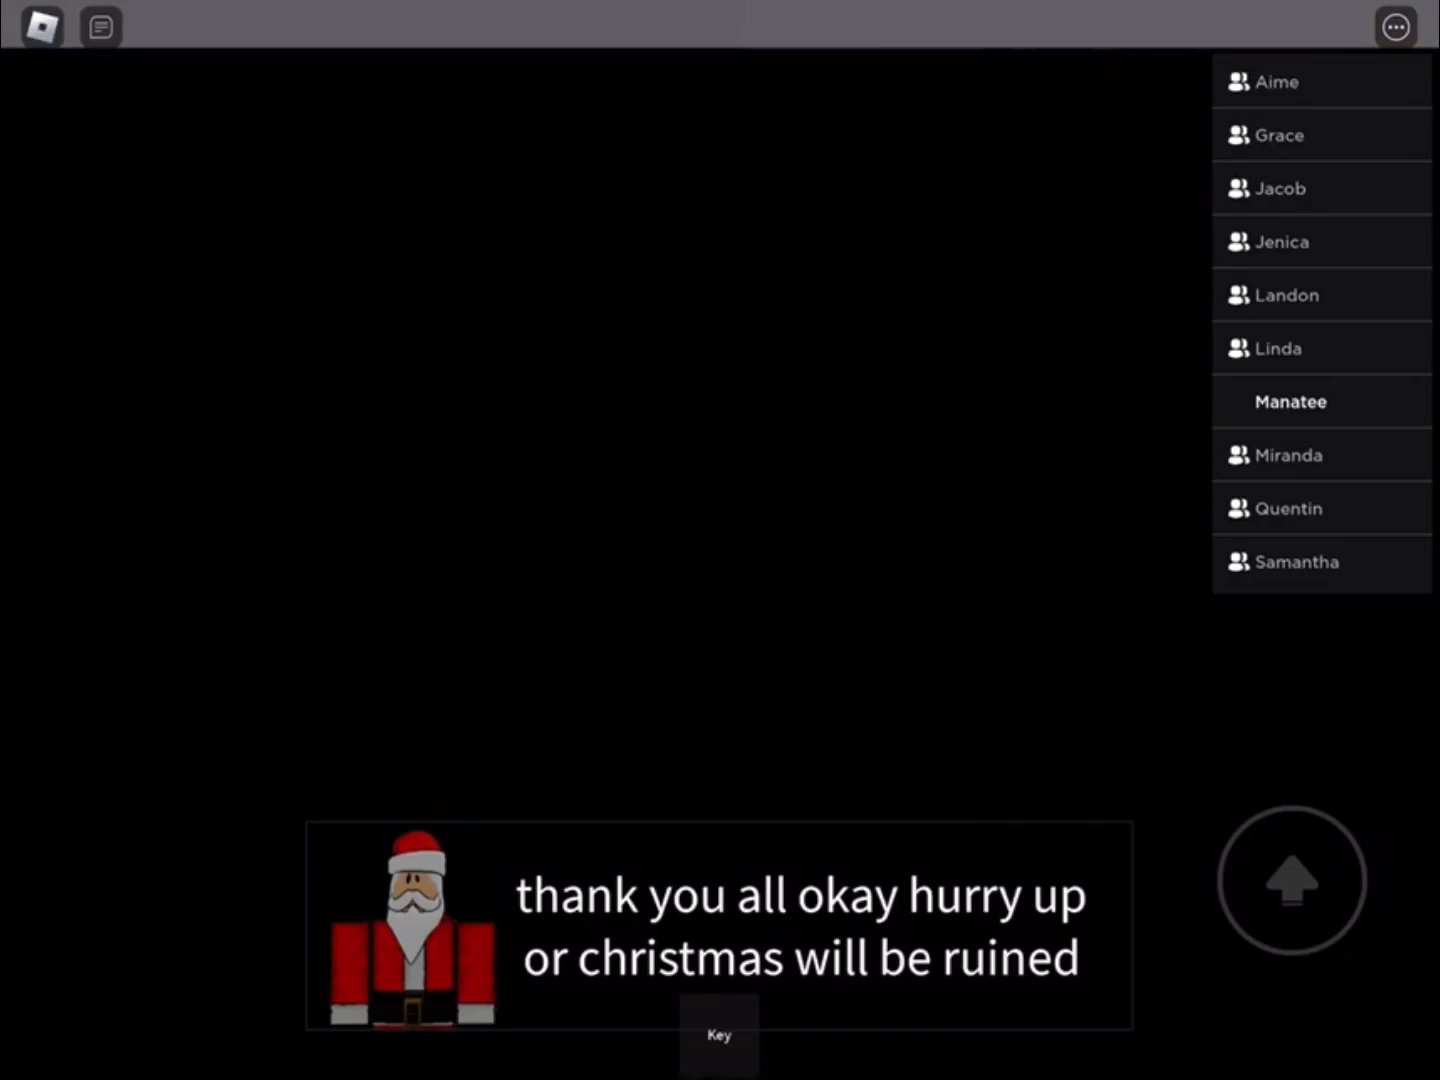 Aime
Grace
Jacob
Jenica
Landon
Linda
Manatee
Miranda
Quentin
Samantha
thank you all okay hurry up
or christmas will be ruined
Key